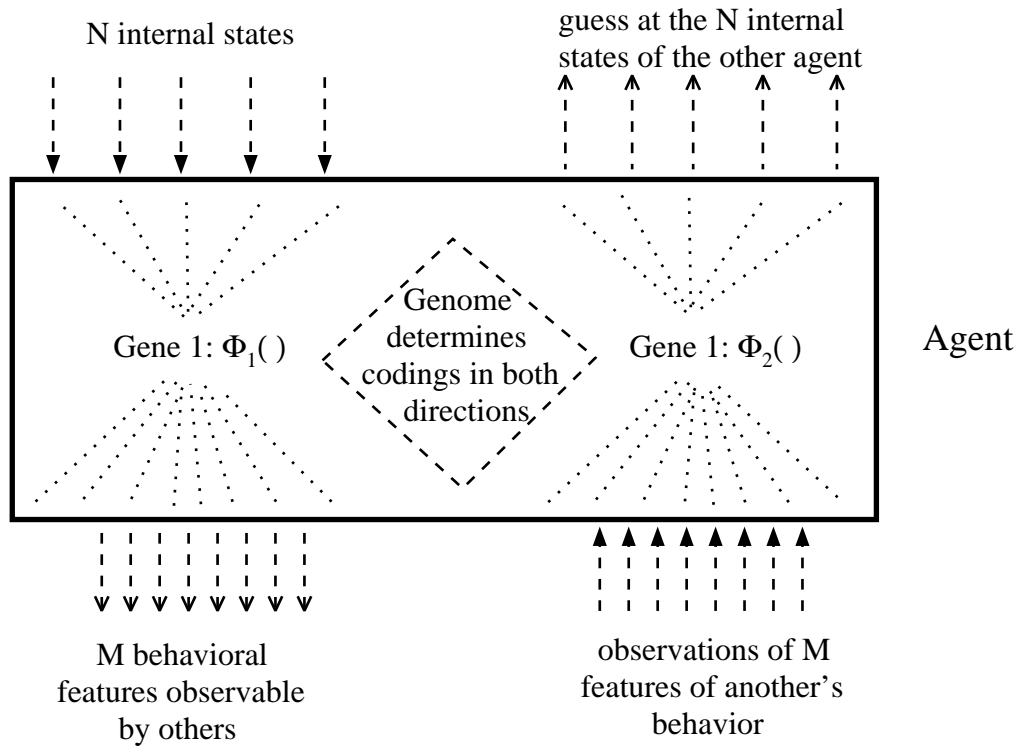 N internal states
guess at the N internal
states of the other agent
Genome
determines
codings in both
directions
Gene 1: Φ1( )
Gene 1: Φ2( )
Agent
M behavioral
features observable
by others
observations of M
features of another’s
behavior